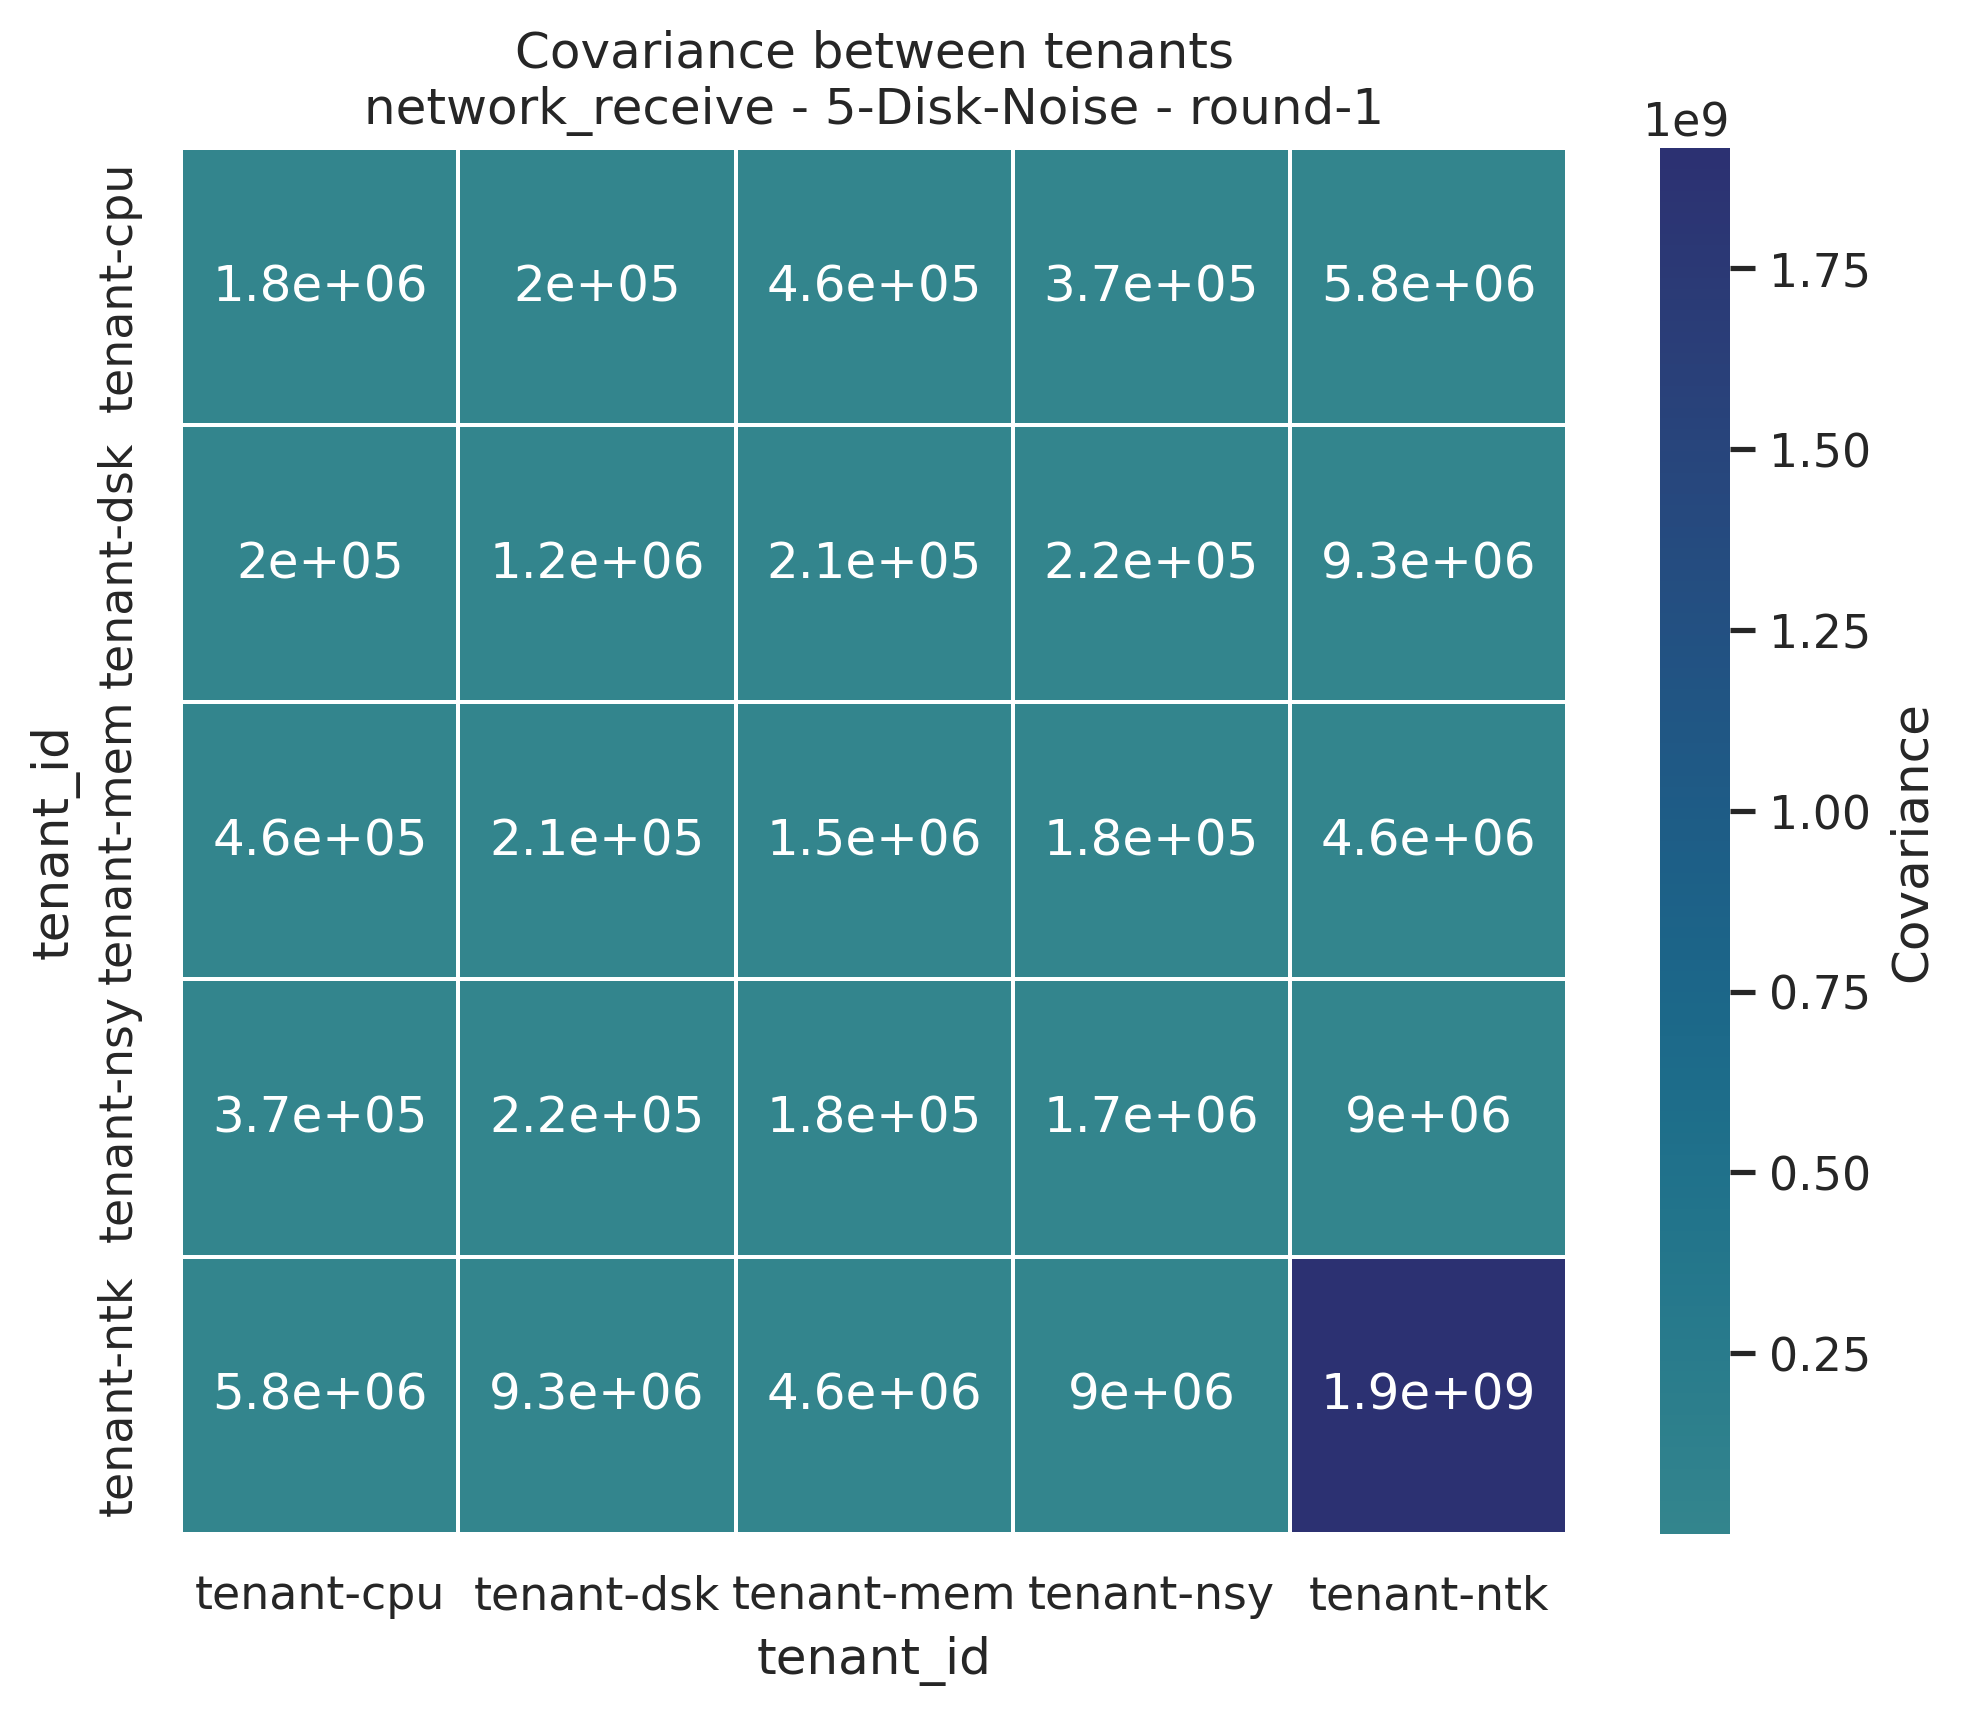 Covariance between tenants
network_receive - 5-Disk-Noise - round-1
1e9
tenant-cpu 1.8e+06 2e+05 4.6e+05 3.7e+05 5.8e+06
tenant-dsk 2e+05 1.2e+06 2.1e+05 2.2e+05 9.3e+06
tenant-mem 4.6e+05 2.1e+05 1.5e+06 1.8e+05 4.6e+06
tenant-nsy 3.7e+05 2.2e+05 1.8e+05 1.7e+06 9e+06
tenant-ntk 5.8e+06 9.3e+06 4.6e+06 9e+06 1.9e+09
tenant_id
tenant-cpu tenant-dsk tenant-mem tenant-nsy tenant-ntk
tenant_id
1.75
1.50
1.25
1.00
0.75
0.50
0.25
Covariance